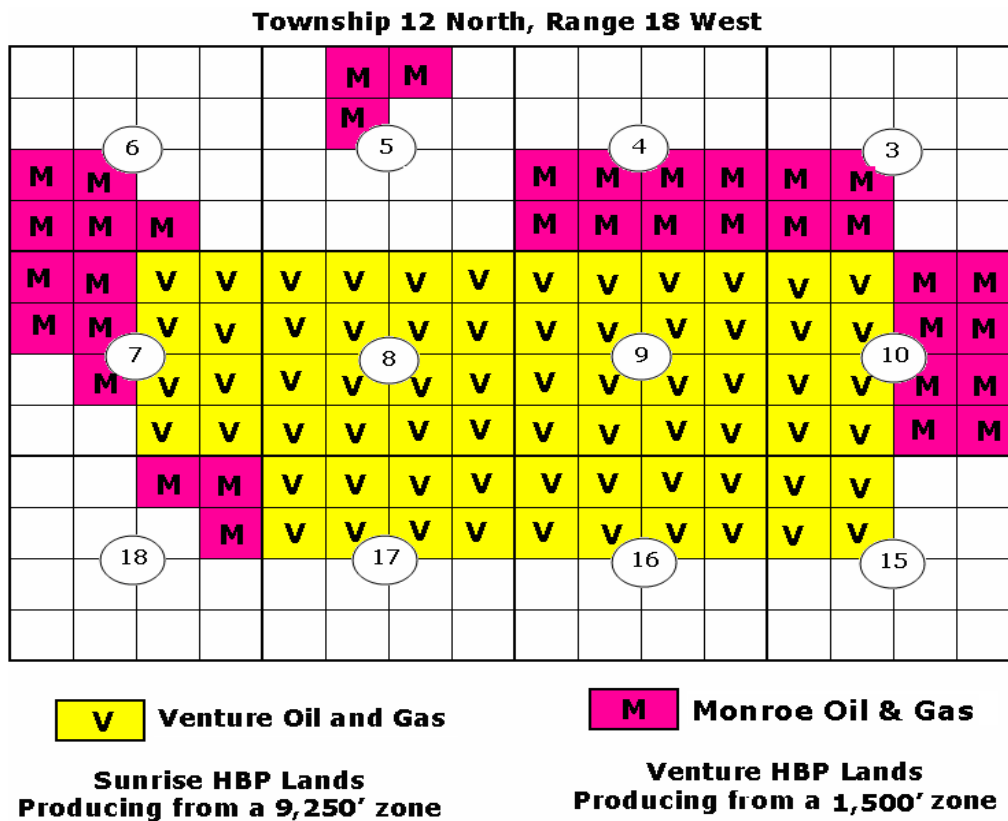 Township 12 North, Range 18 West
M M
M
6 5 4 3
M M M M M M M M
M M M M M M M M M
M M V V V V V V V V V V V V M M
M M V V V V V V V V V V V V M M
7 8 9 10
M V V V V V V V V V V V V M M
V V V V V V V V V V V V M M
M M V V V V V V V V V V
M V V V V V V V V V V
18 17 16 15
V Venture Oil and Gas
Sunrise HBP Lands
Producing from a 9,250’ zone
M Monroe Oil & Gas
Venture HBP Lands
Producing from a 1,500’ zone